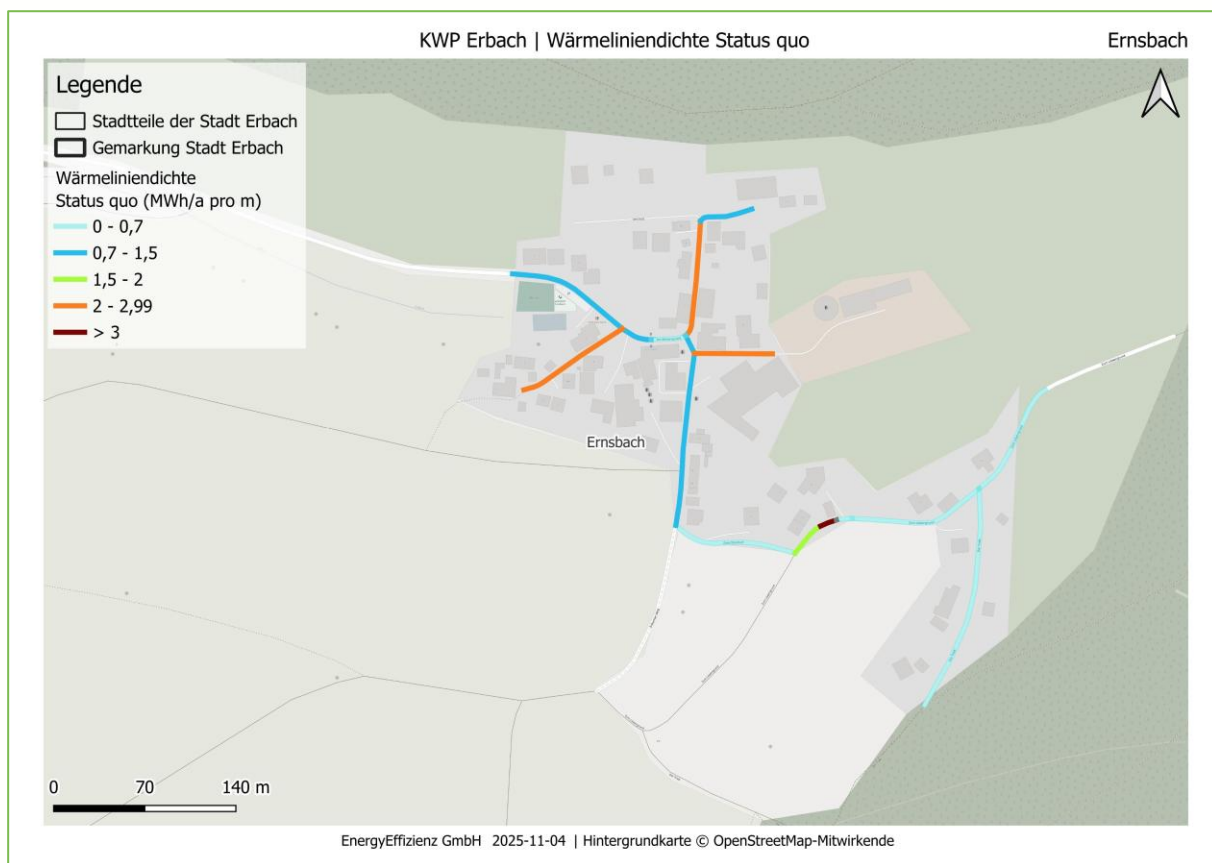 KWP Erbach | Wärmeliniendichte Status quo
Ernsbach
Legende
Stadtteile der Stadt Erbach
Gemarkung Stadt Erbach
Wärmeliniendichte
Status quo (MWh/a pro m)
0 - 0,7
0,7 - 1,5
1,5 - 2
2 - 2,99
> 3
Ernsbach
0 70 140 m
EnergyEffizienz GmbH 2025-11-04 | Hintergrundkarte © OpenStreetMap-Mitwirkende